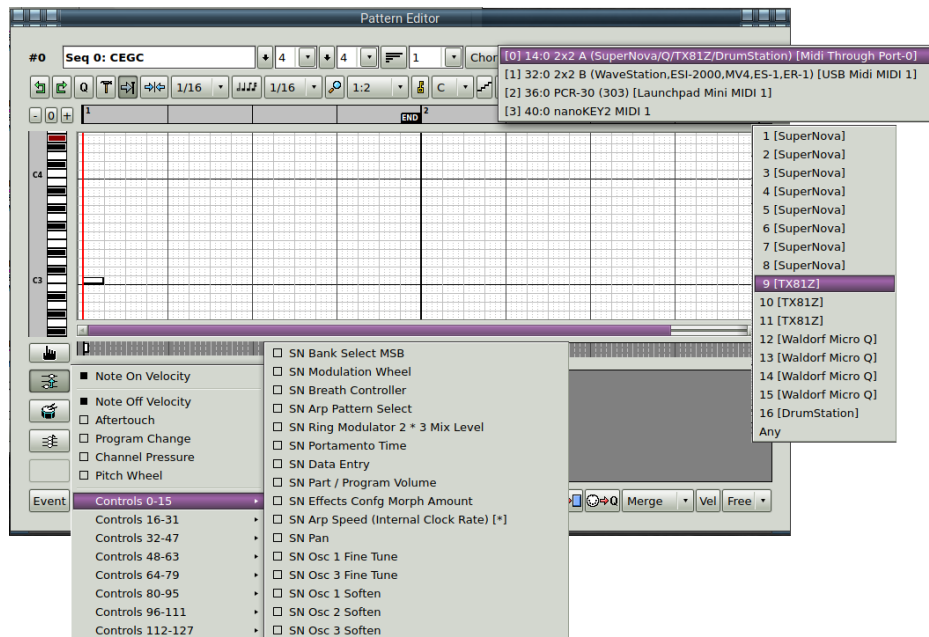 Pattern Editor
#0 Seq 0: CEGC 4 4 1 Chor
[0] 14:0 2x2 A (SuperNova/Q/TX81Z/DrumStation) [Midi Through Port-0]
[1] 32:0 2x2 B (WaveStation,ESI-2000,MV4,ES-1,ER-1) [USB Midi MIDI 1]
[2] 36:0 PCR-30 (303) [Launchpad Mini MIDI 1]
[3] 40:0 nanoKEY2 MIDI 1
Q T 1/16 1/16 1:2 C
- 0 + 1 END 2
C4
C3
1 [SuperNova]
2 [SuperNova]
3 [SuperNova]
4 [SuperNova]
5 [SuperNova]
6 [SuperNova]
7 [SuperNova]
8 [SuperNova]
9 [TX81Z]
10 [TX81Z]
11 [TX81Z]
12 [Waldorf Micro Q]
13 [Waldorf Micro Q]
14 [Waldorf Micro Q]
15 [Waldorf Micro Q]
16 [DrumStation]
Any
Note On Velocity
Note Off Velocity
Aftertouch
Program Change
Channel Pressure
Pitch Wheel
Controls 0-15
Controls 16-31
Controls 32-47
Controls 48-63
Controls 64-79
Controls 80-95
Controls 96-111
Controls 112-127
SN Bank Select MSB
SN Modulation Wheel
SN Breath Controller
SN Arp Pattern Select
SN Ring Modulator 2 * 3 Mix Level
SN Portamento Time
SN Data Entry
SN Part / Program Volume
SN Effects Confg Morph Amount
SN Arp Speed (Internal Clock Rate) [*]
SN Pan
SN Osc 1 Fine Tune
SN Osc 3 Fine Tune
SN Osc 1 Soften
SN Osc 2 Soften
SN Osc 3 Soften
Event Q Merge Vel Free